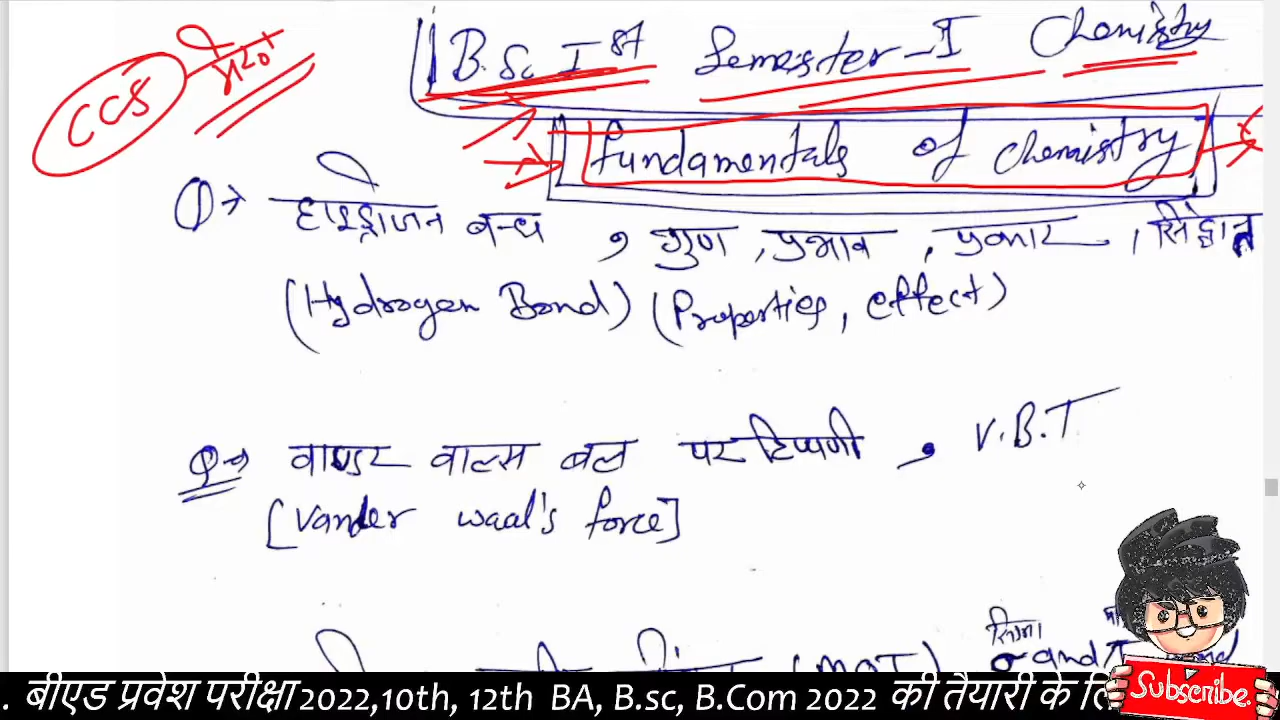 CCS
मेरठ
B.Sc Ist Semester-I Chemistry
fundamentals of chemistry
① → हाइड्रोजन बन्ध , गुण , प्रभाव , प्रकार , सिद्धान्त
(Hydrogen Bond) (Properties, effect)
Q → वाण्डर वाल्स बल पर टिप्पणी , V.B.T
[Vander waal's force]
सिग्मा
(MOT) σ and π
. बीएड प्रवेश परीक्षा 2022,10th, 12th BA, B.sc, B.Com 2022 की तैयारी के लि
Subscribe.